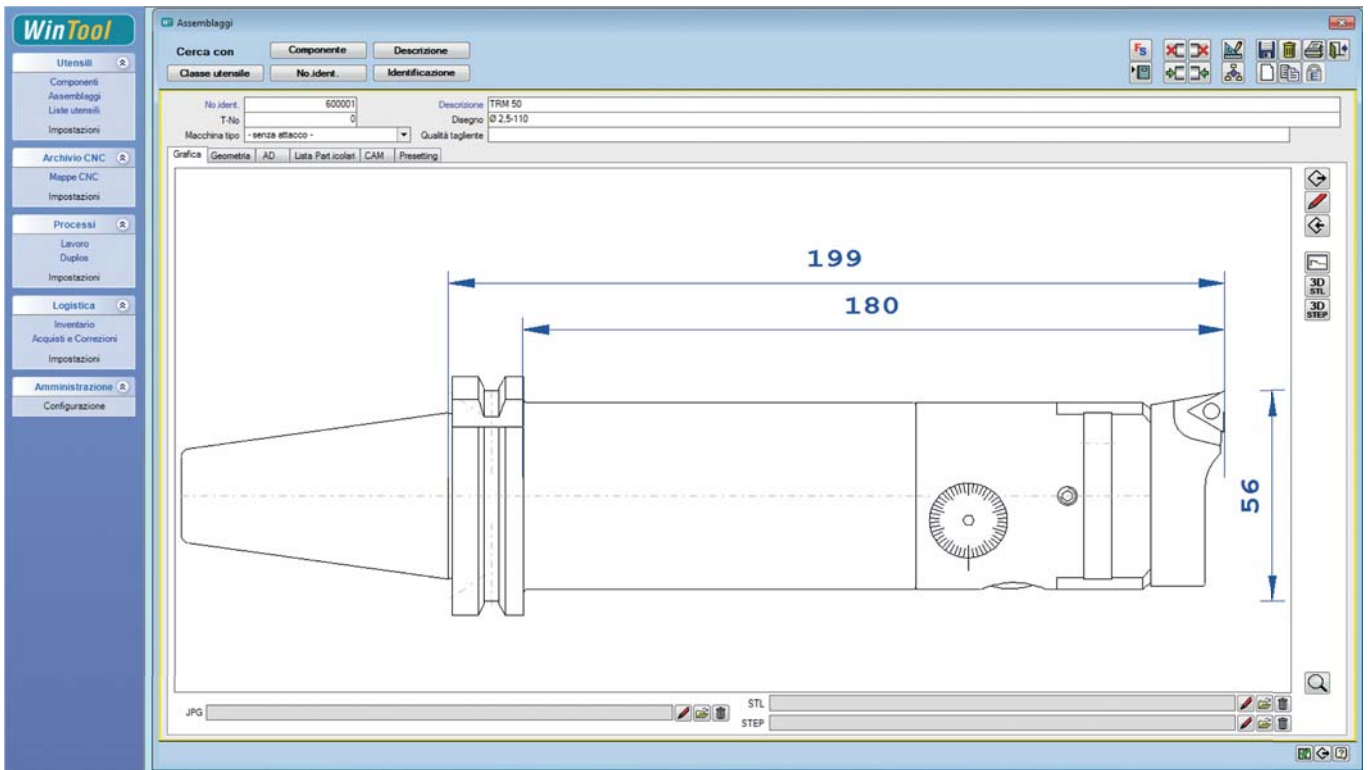 WinTool
Utensili
Componenti
Assemblaggi
Liste utensili
Impostazioni
Archivio CNC
Mappe CNC
Impostazioni
Processi
Lavoro
Duplos
Impostazioni
Logistica
Inventario
Acquisti e Correzioni
Impostazioni
Amministrazione
Configurazione
Assemblaggi
Cerca con Componente Descrizione
Classe utensile No.ident. Identificazione
FS
E
No.ident. 600001 Descrizione TRM 50
T-No 0 Disegno Ø 2,5-110
Macchina tipo - senza attacco - Qualità tagliente
Grafica Geometria AD Lista Part.icolari CAM Presetting
199
180
56
3D STL
3D STEP
JPG
STL
STEP